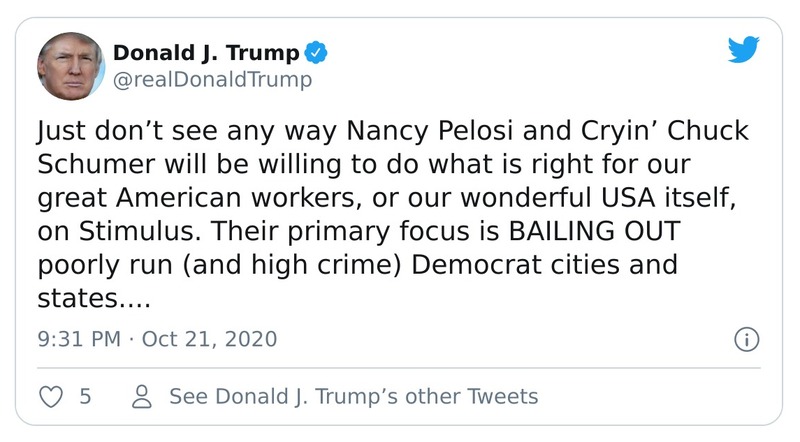 Donald J. Trump
@realDonaldTrump
Just don’t see any way Nancy Pelosi and Cryin’ Chuck
Schumer will be willing to do what is right for our
great American workers, or our wonderful USA itself,
on Stimulus. Their primary focus is BAILING OUT
poorly run (and high crime) Democrat cities and
states....
9:31 PM · Oct 21, 2020
5 See Donald J. Trump’s other Tweets